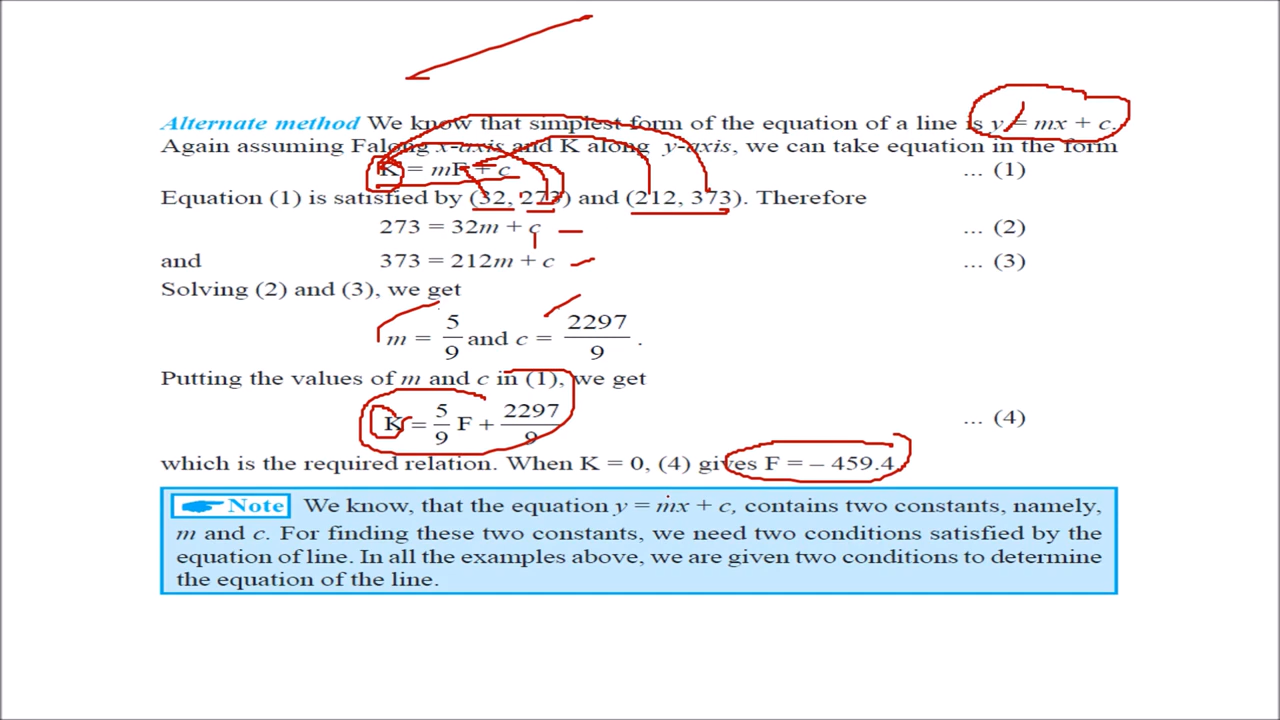 Alternate method We know that simplest form of the equation of a line is y = mx + c.
Again assuming F along x-axis and K along y-axis, we can take equation in the form
K = mF + c ... (1)
Equation (1) is satisfied by (32, 273) and (212, 373). Therefore
273 = 32m + c ... (2)
and 373 = 212m + c ... (3)
Solving (2) and (3), we get
m = 5/9 and c = 2297/9 .
Putting the values of m and c in (1), we get
K = 5/9 F + 2297/9 ... (4)
which is the required relation. When K = 0, (4) gives F = – 459.4.
Note We know, that the equation y = mx + c, contains two constants, namely,
m and c. For finding these two constants, we need two conditions satisfied by the
equation of line. In all the examples above, we are given two conditions to determine
the equation of the line.